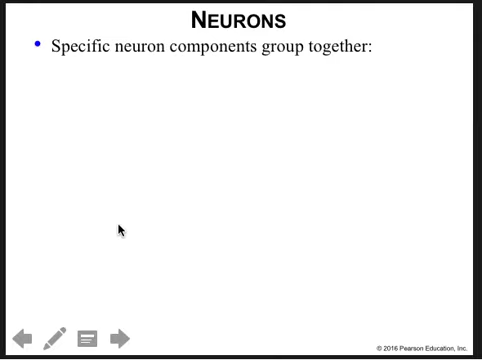 NEURONS
• Specific neuron components group together:
© 2016 Pearson Education, Inc.